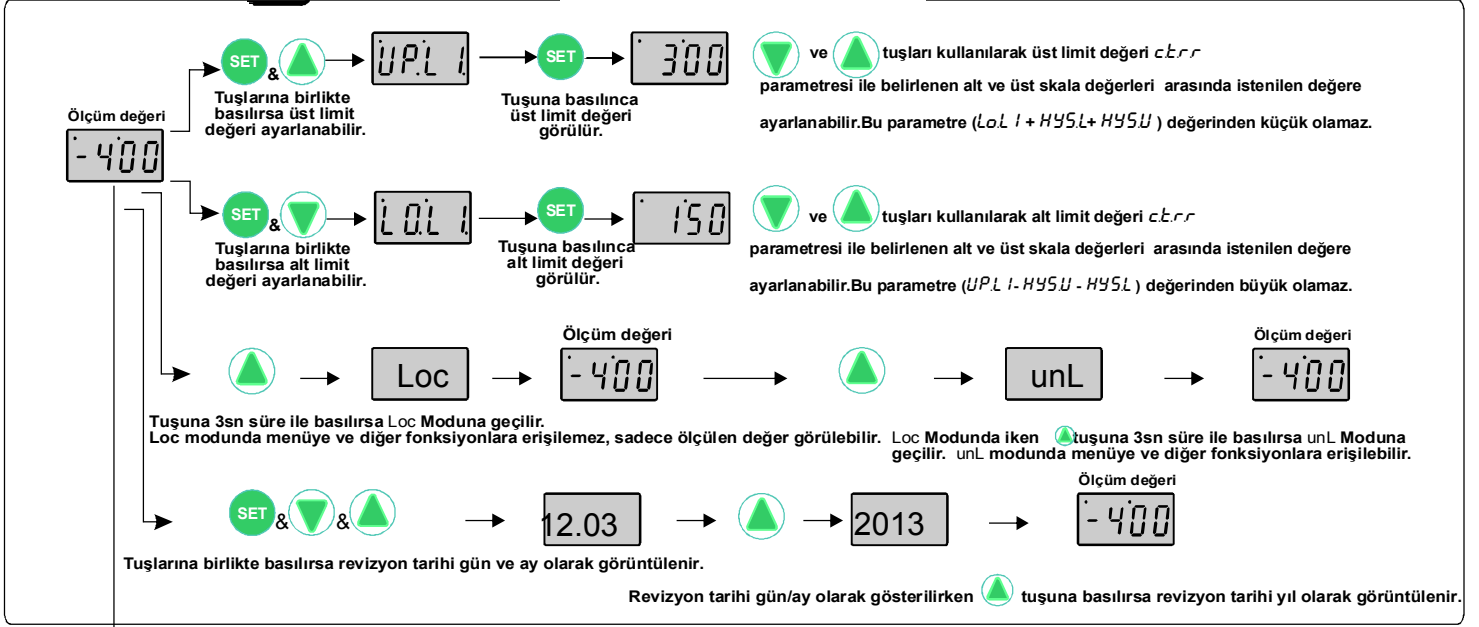 SET & UP.L 1. SET 300 ve tuşları kullanılarak üst limit değeri c.t.r.r
Tuşlarına birlikte
basılırsa üst limit
değeri ayarlanabilir.
Tuşuna basılınca
üst limit değeri
görülür.
parametresi ile belirlenen alt ve üst skala değerleri arasında istenilen değere
ayarlanabilir.Bu parametre (Lo.L 1 + HYS.L+ HYS.U ) değerinden küçük olamaz.
Ölçüm değeri
- 400
SET & LO.L 1. SET 150 ve tuşları kullanılarak alt limit değeri c.t.r.r
Tuşlarına birlikte
basılırsa alt limit
değeri ayarlanabilir.
Tuşuna basılınca
alt limit değeri
görülür.
parametresi ile belirlenen alt ve üst skala değerleri arasında istenilen değere
ayarlanabilir.Bu parametre (UP.L 1- HYS.U - HYS.L ) değerinden büyük olamaz.
Ölçüm değeri Ölçüm değeri
Loc - 400 unL - 400
Tuşuna 3sn süre ile basılırsa Loc Moduna geçilir.
Loc modunda menüye ve diğer fonksiyonlara erişilemez, sadece ölçülen değer görülebilir.
Loc Modunda iken tuşuna 3sn süre ile basılırsa unL Moduna
geçilir. unL modunda menüye ve diğer fonksiyonlara erişilebilir.
Ölçüm değeri
SET & & 12.03 2013 - 400
Tuşlarına birlikte basılırsa revizyon tarihi gün ve ay olarak görüntülenir.
Revizyon tarihi gün/ay olarak gösterilirken tuşuna basılırsa revizyon tarihi yıl olarak görüntülenir.